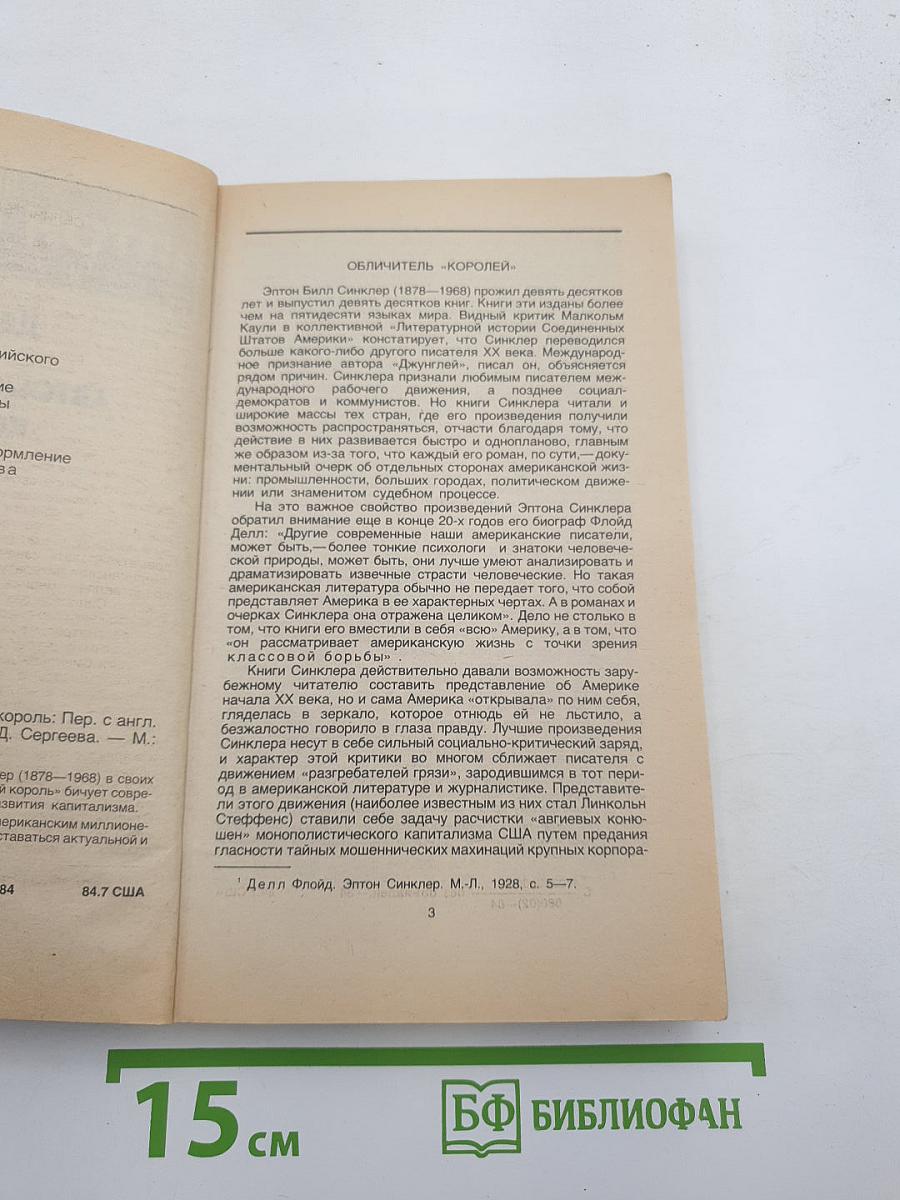 ийского
ие
ы
ормление
ва
король: Пер. с англ.
Д. Сергеева. — М.:
ер (1878—1968) в своих
й король» бичует совре-
азвития капитализма.
мериканским миллионе-
ставаться актуальной и
84 84.7 США
ОБЛИЧИТЕЛЬ «КОРОЛЕЙ»
Эптон Билл Синклер (1878—1968) прожил девять десятков
лет и выпустил девять десятков книг. Книги эти изданы более
чем на пятидесяти языках мира. Видный критик Малкольм
Каули в коллективной «Литературной истории Соединенных
Штатов Америки» констатирует, что Синклер переводился
больше какого-либо другого писателя XX века. Международ-
ное признание автора «Джунглей», писал он, объясняется
рядом причин. Синклера признали любимым писателем меж-
дународного рабочего движения, а позднее социал-
демократов и коммунистов. Но книги Синклера читали и
широкие массы тех стран, где его произведения получили
возможность распространяться, отчасти благодаря тому, что
действие в них развивается быстро и однопланово, главным
же образом из-за того, что каждый его роман, по сути,— доку-
ментальный очерк об отдельных сторонах американской жиз-
ни: промышленности, больших городах, политическом движе-
нии или знаменитом судебном процессе.
На это важное свойство произведений Эптона Синклера
обратил внимание еще в конце 20-х годов его биограф Флойд
Делл: «Другие современные наши американские писатели,
может быть,— более тонкие психологи и знатоки человече-
ской природы, может быть, они лучше умеют анализировать и
драматизировать извечные страсти человеческие. Но такая
американская литература обычно не передает того, что собой
представляет Америка в ее характерных чертах. А в романах и
очерках Синклера она отражена целиком». Дело не столько в
том, что книги его вместили в себя «всю» Америку, а в том, что
«он рассматривает американскую жизнь с точки зрения
классовой борьбы» .
Книги Синклера действительно давали возможность зару-
бежному читателю составить представление об Америке
начала XX века, но и сама Америка «открывала» по ним себя,
гляделась в зеркало, которое отнюдь ей не льстило, а
безжалостно говорило в глаза правду. Лучшие произведения
Синклера несут в себе сильный социально-критический заряд,
и характер этой критики во многом сближает писателя с
движением «разгребателей грязи», зародившимся в тот пери-
од в американской литературе и журналистике. Представите-
ли этого движения (наиболее известным из них стал Линкольн
Стеффенс) ставили себе задачу расчистки «авгиевых коню-
шен» монополистического капитализма США путем предания
гласности тайных мошеннических махинаций крупных корпора-
¹ Делл Флойд. Эптон Синклер. М.-Л., 1928, с. 5—7.
3
15 см
БФ БИБЛИОФАН